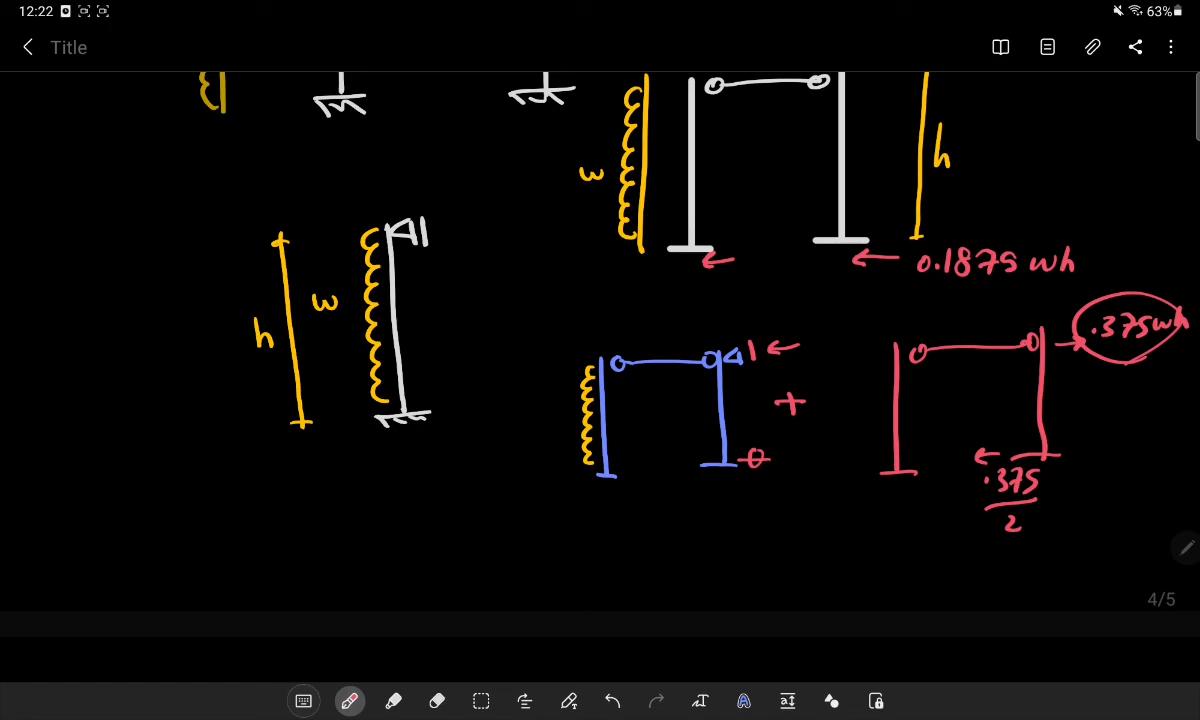 12:22
63%
Title
h
ω
← 0.1875 wh
ω
h
.375wh
+
.375
2
4/5